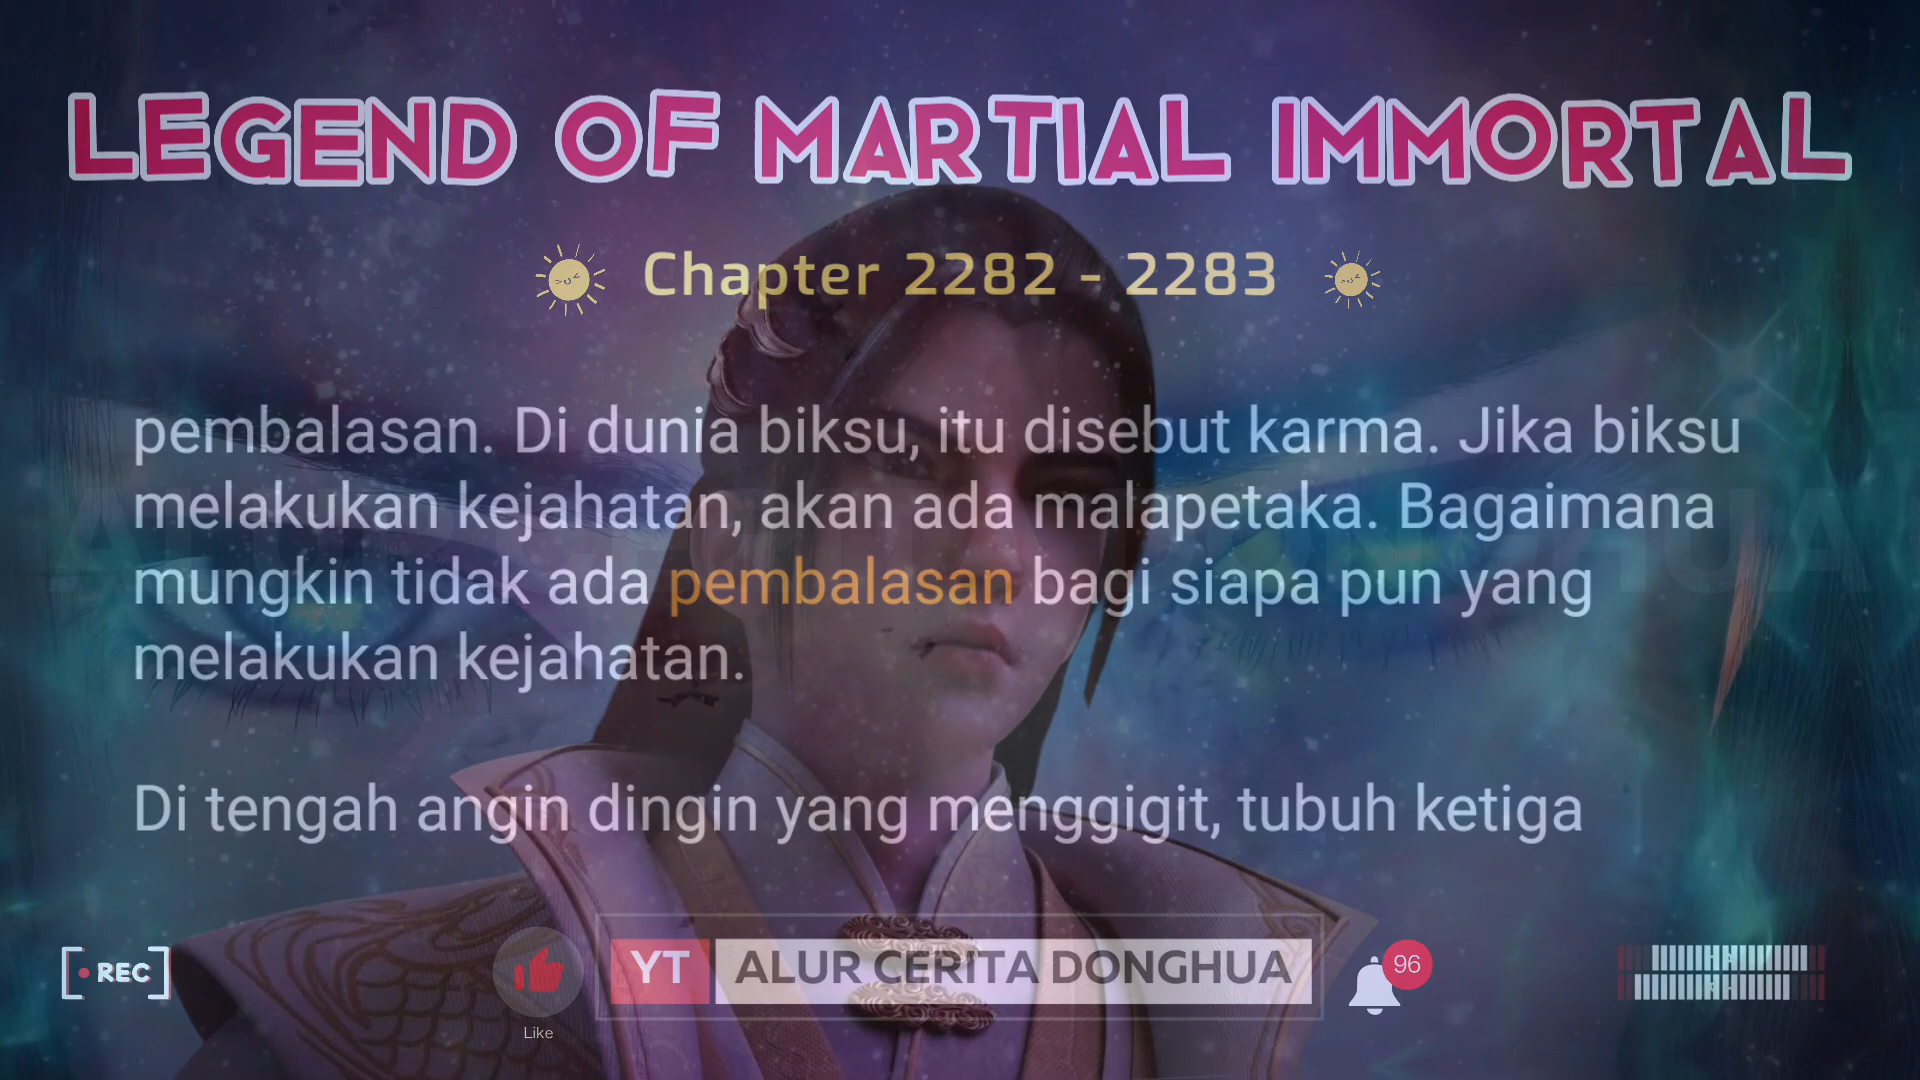 LEGEND OF MARTIAL IMMORTAL
Chapter 2282 - 2283
pembalasan. Di dunia biksu, itu disebut karma. Jika biksu
melakukan kejahatan, akan ada malapetaka. Bagaimana
mungkin tidak ada pembalasan bagi siapa pun yang
melakukan kejahatan.
Di tengah angin dingin yang menggigit, tubuh ketiga
REC
YT ALUR CERITA DONGHUA
96
Like